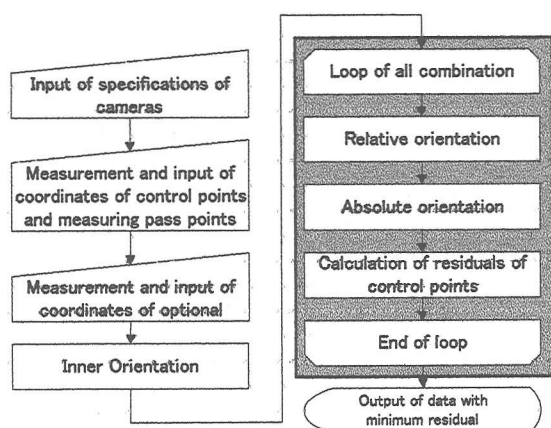 Input of specifications of
cameras
Measurement and input of
coordinates of control points
and measuring pass points
Measurement and input of
coordinates of optional
Inner Orientation
Loop of all combination
Relative orientation
Absolute orientation
Calculation of residuals of
control points
End of loop
Output of data with
minimum residual